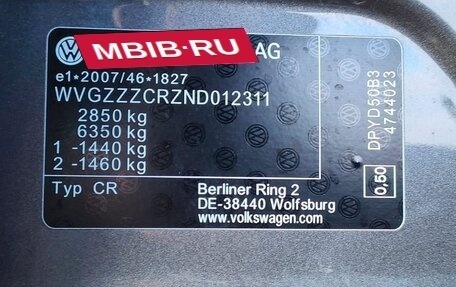 MBIB-RU AG
e1*2007/46*1827
WVGZZZCRZND012311
2850 kg
6350 kg
1 -1440 kg
2 -1460 kg
Typ CR
Berliner Ring 2
DE-38440 Wolfsburg
www.volkswagen.com
DPYD50B3
4744023
0,50